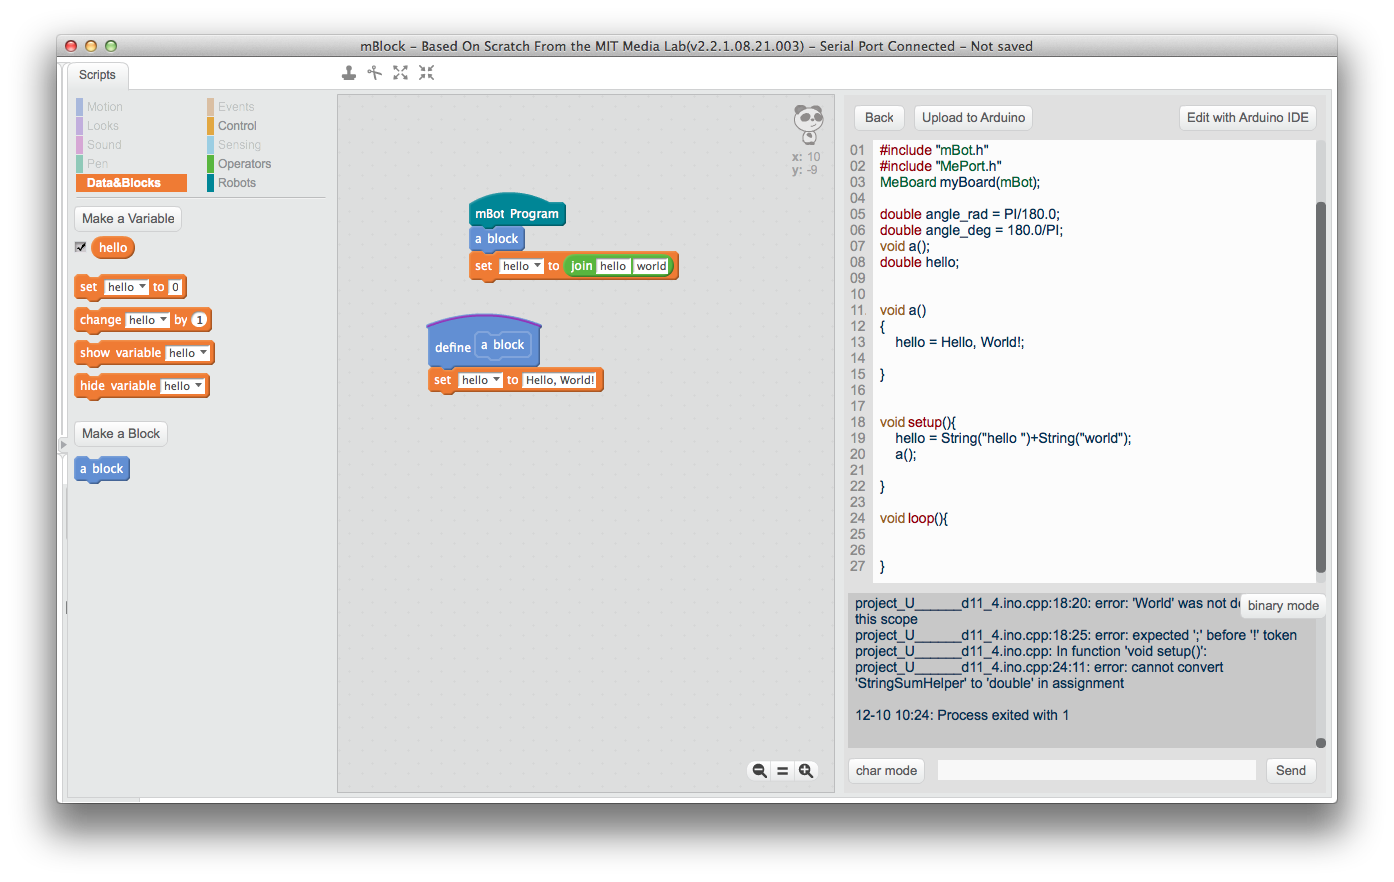 mBlock – Based On Scratch From the MIT Media Lab(v2.2.1.08.21.003) – Serial Port Connected – Not saved
Scripts
Motion
Looks
Sound
Pen
Data&Blocks
Events
Control
Sensing
Operators
Robots
Make a Variable
hello
set hello to 0
change hello by 1
show variable hello
hide variable hello
Make a Block
a block
mBot Program
a block
set hello to join hello world
define a block
set hello to Hello, World!
x: 10
y: -9
Back
Upload to Arduino
Edit with Arduino IDE
01 #include "mBot.h"
02 #include "MePort.h"
03 MeBoard myBoard(mBot);
04
05 double angle_rad = PI/180.0;
06 double angle_deg = 180.0/PI;
07 void a();
08 double hello;
09
10
11 void a()
12 {
13 hello = Hello, World!;
14
15 }
16
17
18 void setup(){
19 hello = String("hello ")+String("world");
20 a();
21
22 }
23
24 void loop(){
25
26
27 }
project_U______d11_4.ino.cpp:18:20: error: 'World' was not de
this scope
project_U______d11_4.ino.cpp:18:25: error: expected ';' before '!' token
project_U______d11_4.ino.cpp: In function 'void setup()':
project_U______d11_4.ino.cpp:24:11: error: cannot convert
'StringSumHelper' to 'double' in assignment
12-10 10:24: Process exited with 1
binary mode
char mode
Send